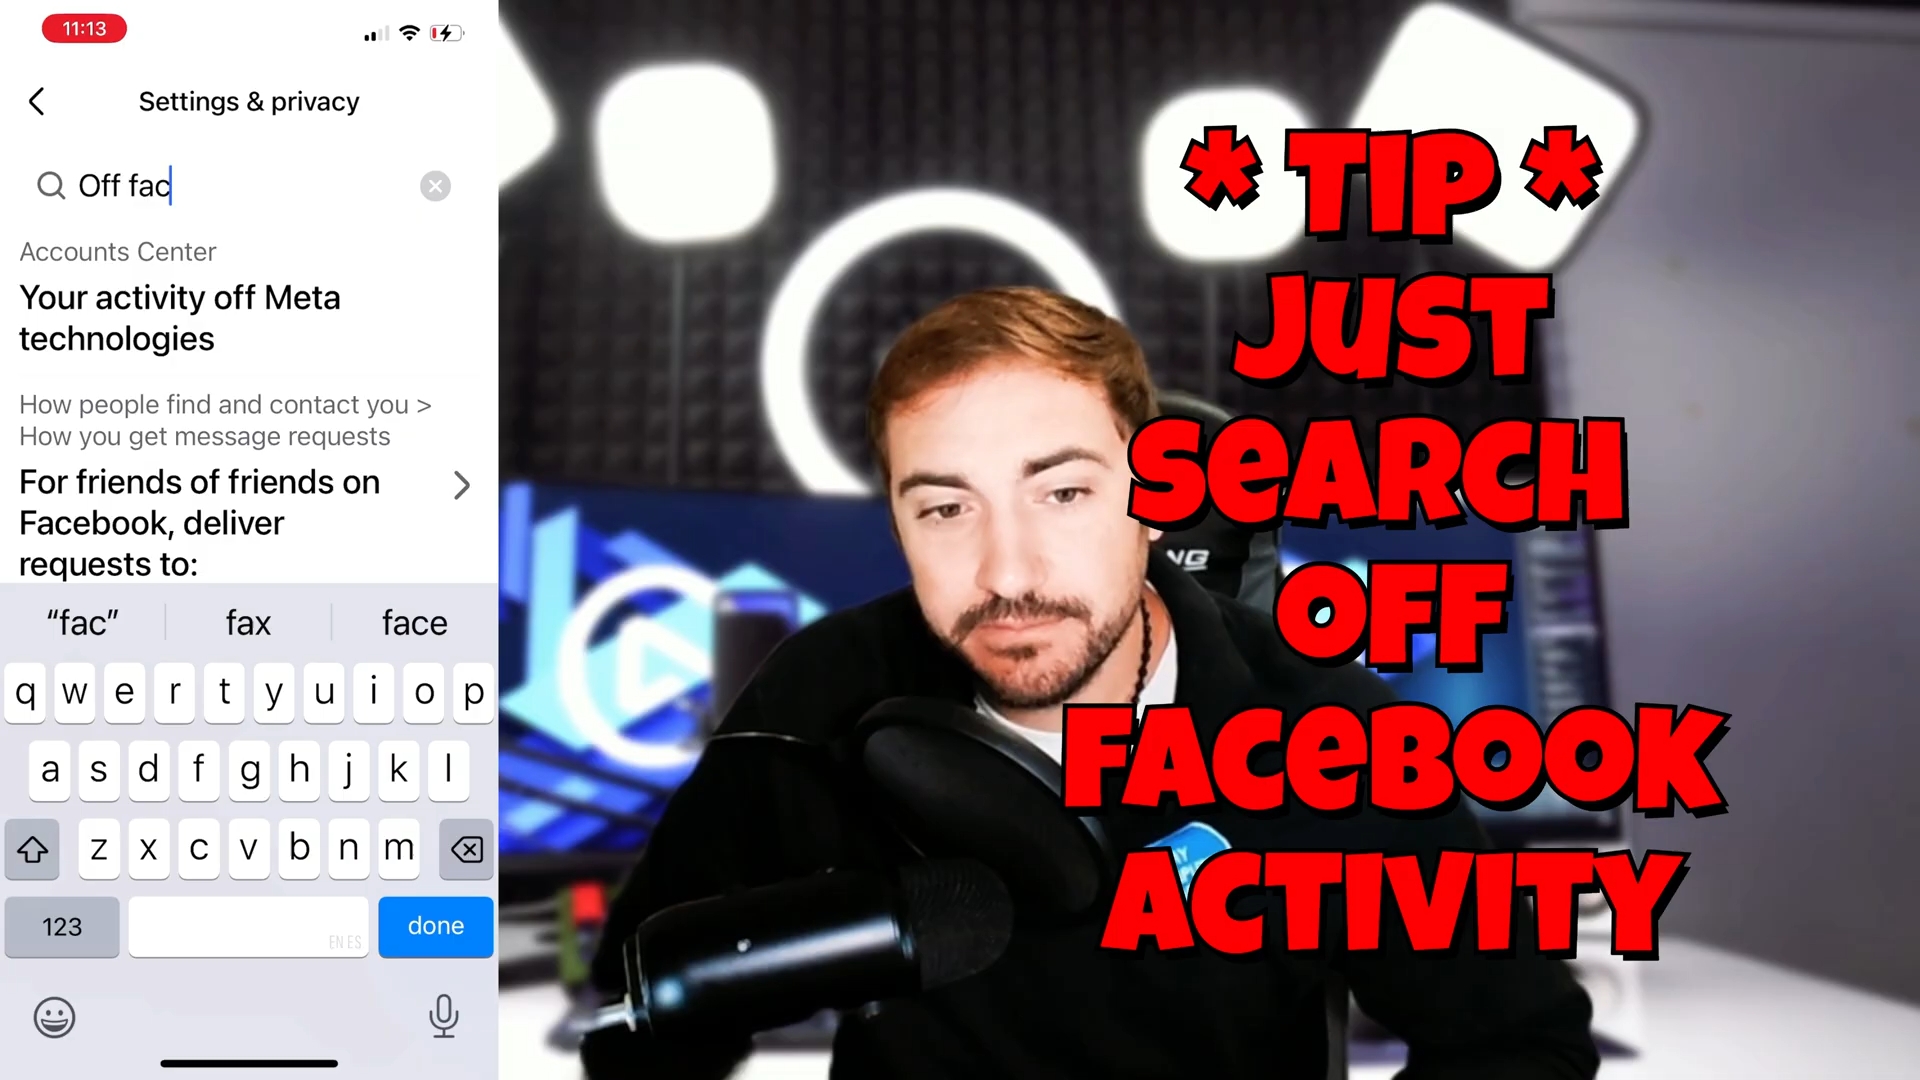 11:13
Settings & privacy
Off fac
Accounts Center
Your activity off Meta
technologies
How people find and contact you >
How you get message requests
For friends of friends on
Facebook, deliver
requests to:
“fac” fax face
q w e r t y u i o p
a s d f g h j k l
z x c v b n m
123 EN ES done
* TIP *
JUST
SEARCH
OFF
FACEBOOK
ACTIVITY
NG